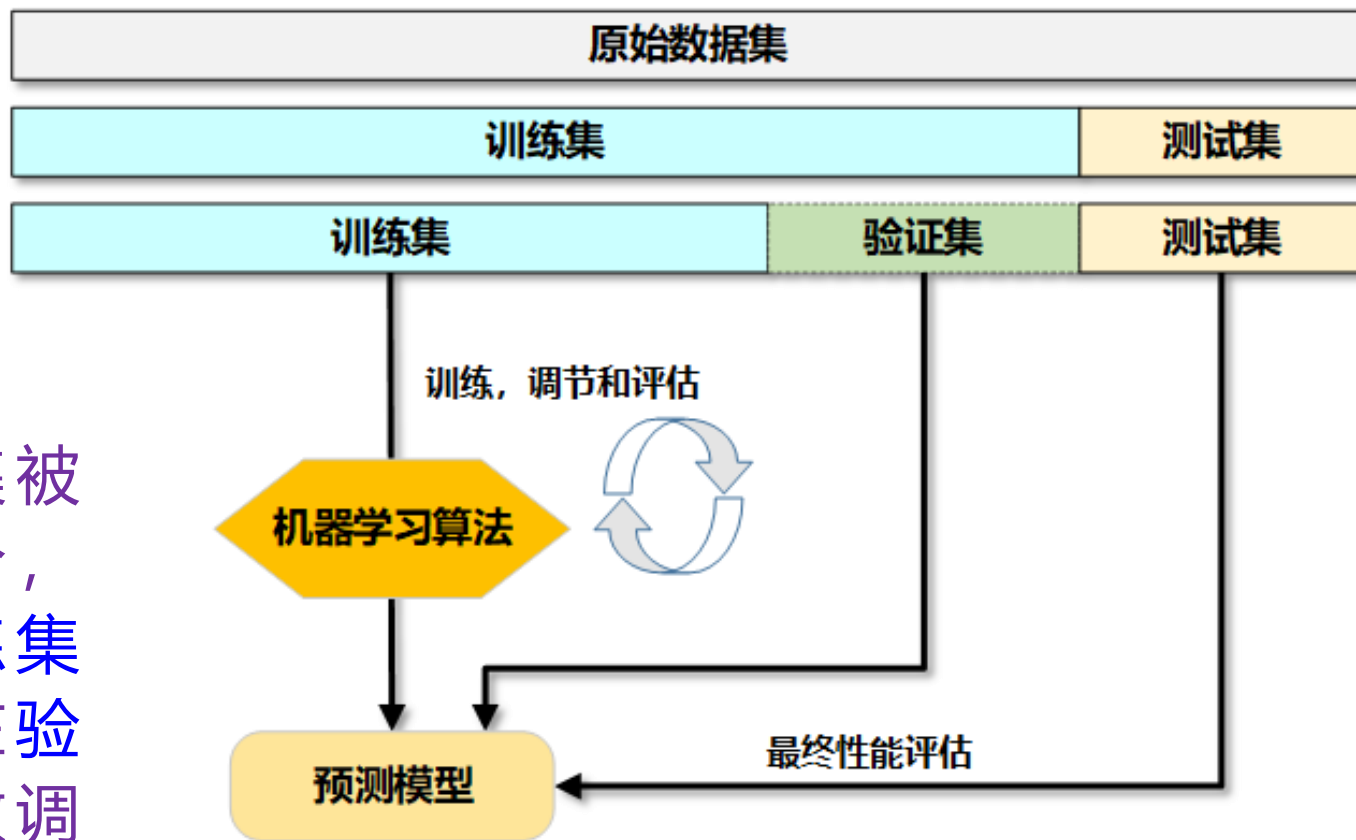 原始数据集
训练集 测试集
训练集 验证集 测试集
训练，调节和评估
被
，
机器学习算法
集
验
最终性能评估
预测模型
调